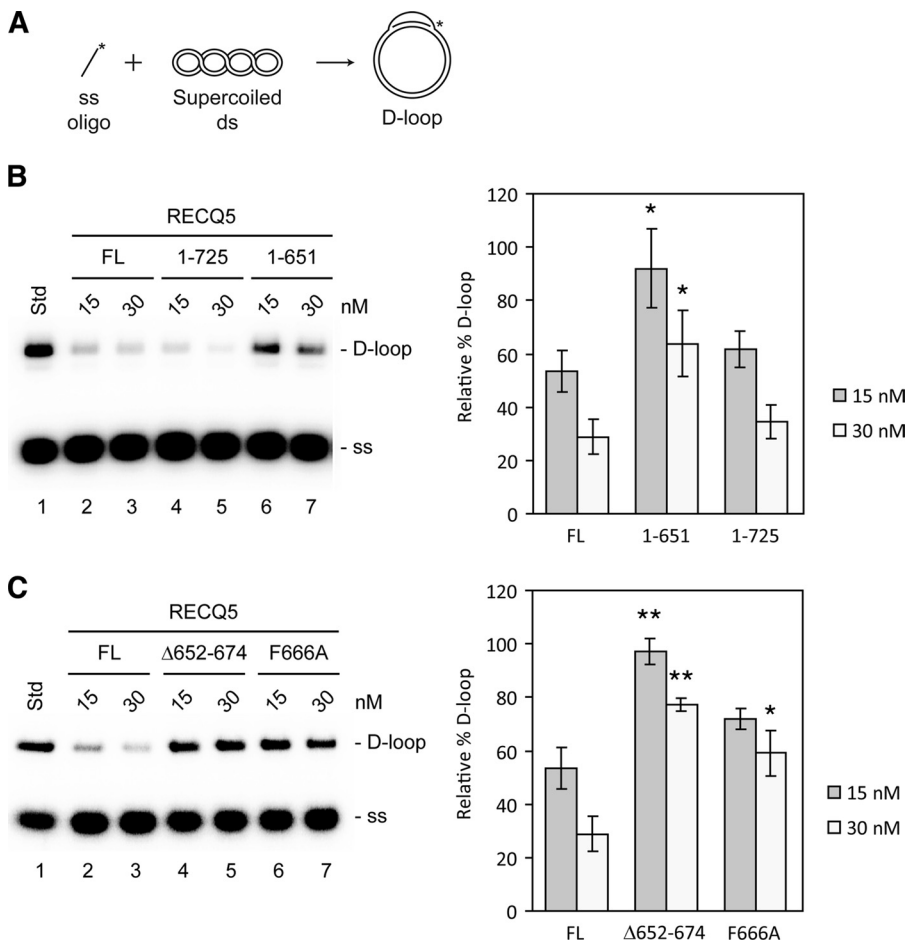 A
*
+
*
ss
oligo
Supercoiled
ds
D-loop
B
RECQ5
FL 1-725 1-651
Std 15 30 15 30 15 30 nM
- D-loop
- ss
1 2 3 4 5 6 7
Relative % D-loop
120
100
80
60
40
20
0
*
*
FL 1-651 1-725
15 nM
30 nM
C
RECQ5
FL Δ652-674 F666A
Std 15 30 15 30 15 30 nM
- D-loop
- ss
1 2 3 4 5 6 7
Relative % D-loop
120
100
80
60
40
20
0
**
**
*
FL Δ652-674 F666A
15 nM
30 nM